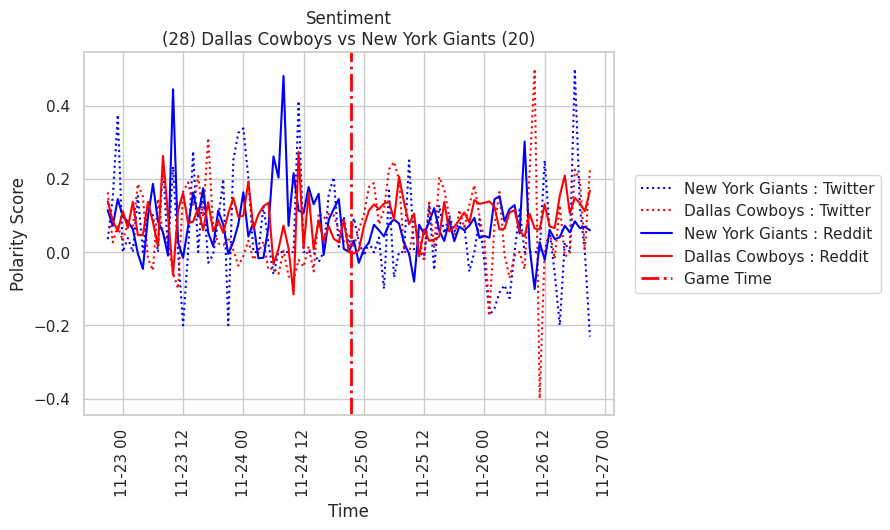 Sentiment
(28) Dallas Cowboys vs New York Giants (20)
Polarity Score
0.4
0.2
0.0
−0.2
−0.4
11-23 00
11-23 12
11-24 00
11-24 12
11-25 00
11-25 12
11-26 00
11-26 12
11-27 00
Time
New York Giants : Twitter
Dallas Cowboys : Twitter
New York Giants : Reddit
Dallas Cowboys : Reddit
Game Time